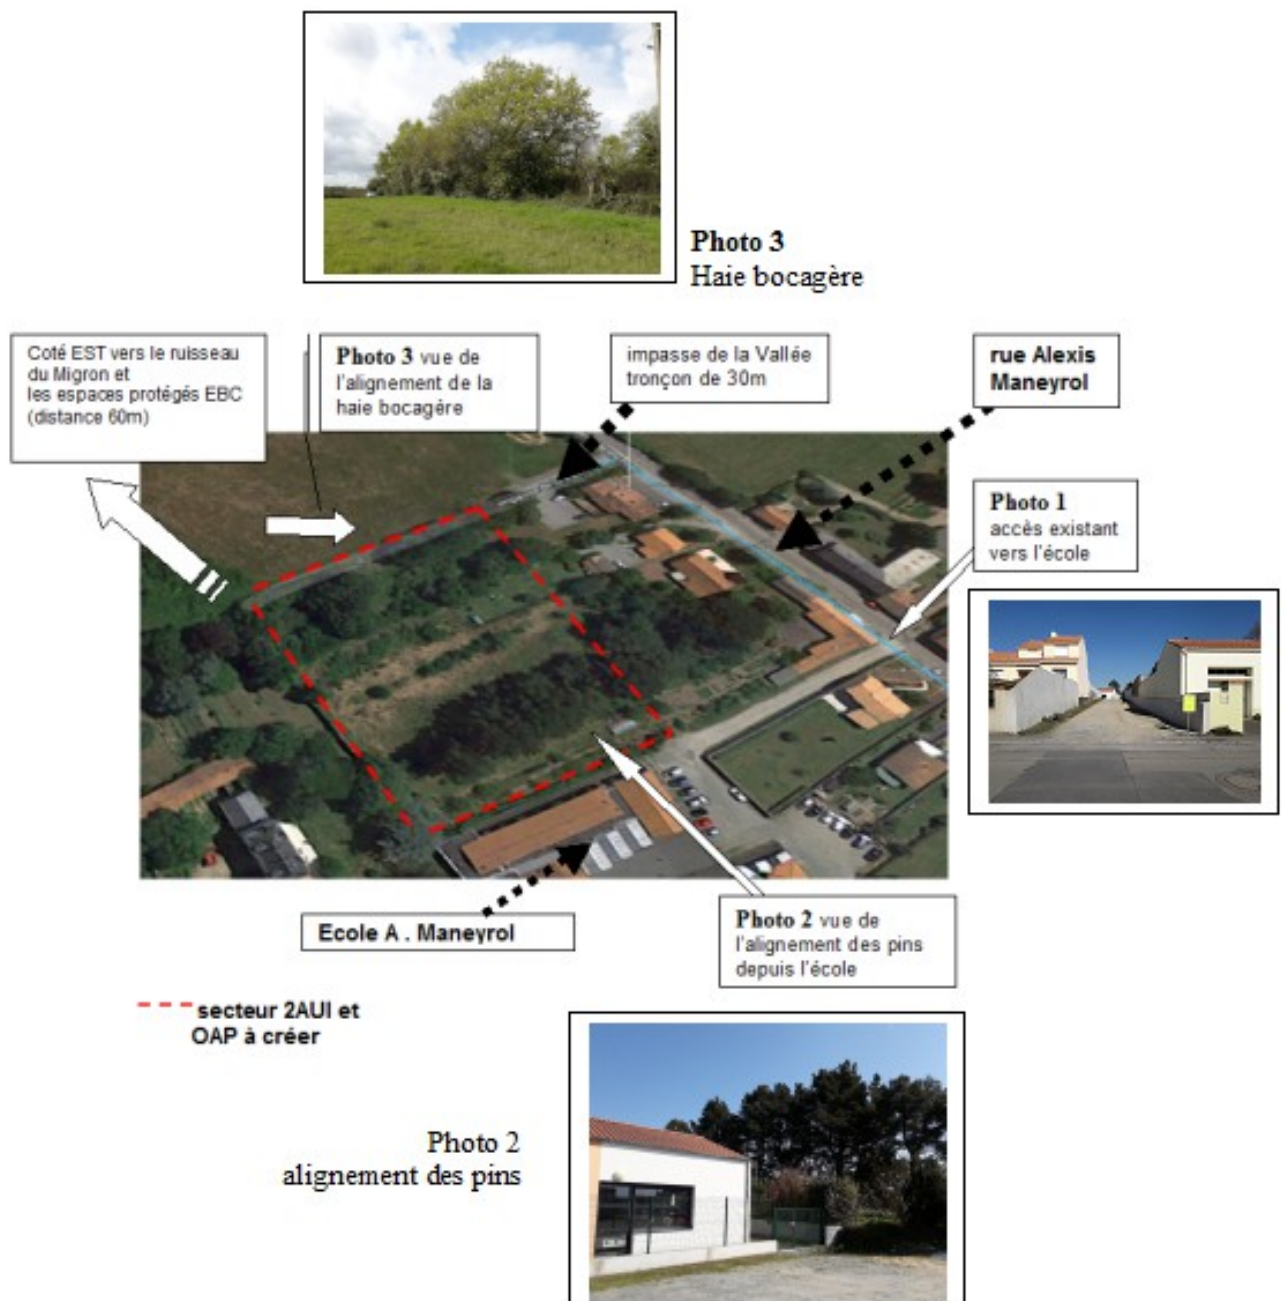 Photo 3
Haie bocagère
Coté EST vers le ruisseau
du Migron et
les espaces protégés EBC
(distance 60m)
Photo 3 vue de
l'alignement de la
haie bocagère
impasse de la Vallée
tronçon de 30m
rue Alexis
Maneyrol
Photo 1
accès existant
vers l'école
Ecole A . Maneyrol
Photo 2 vue de
l'alignement des pins
depuis l'école
secteur 2AUI et
OAP à créer
Photo 2
alignement des pins